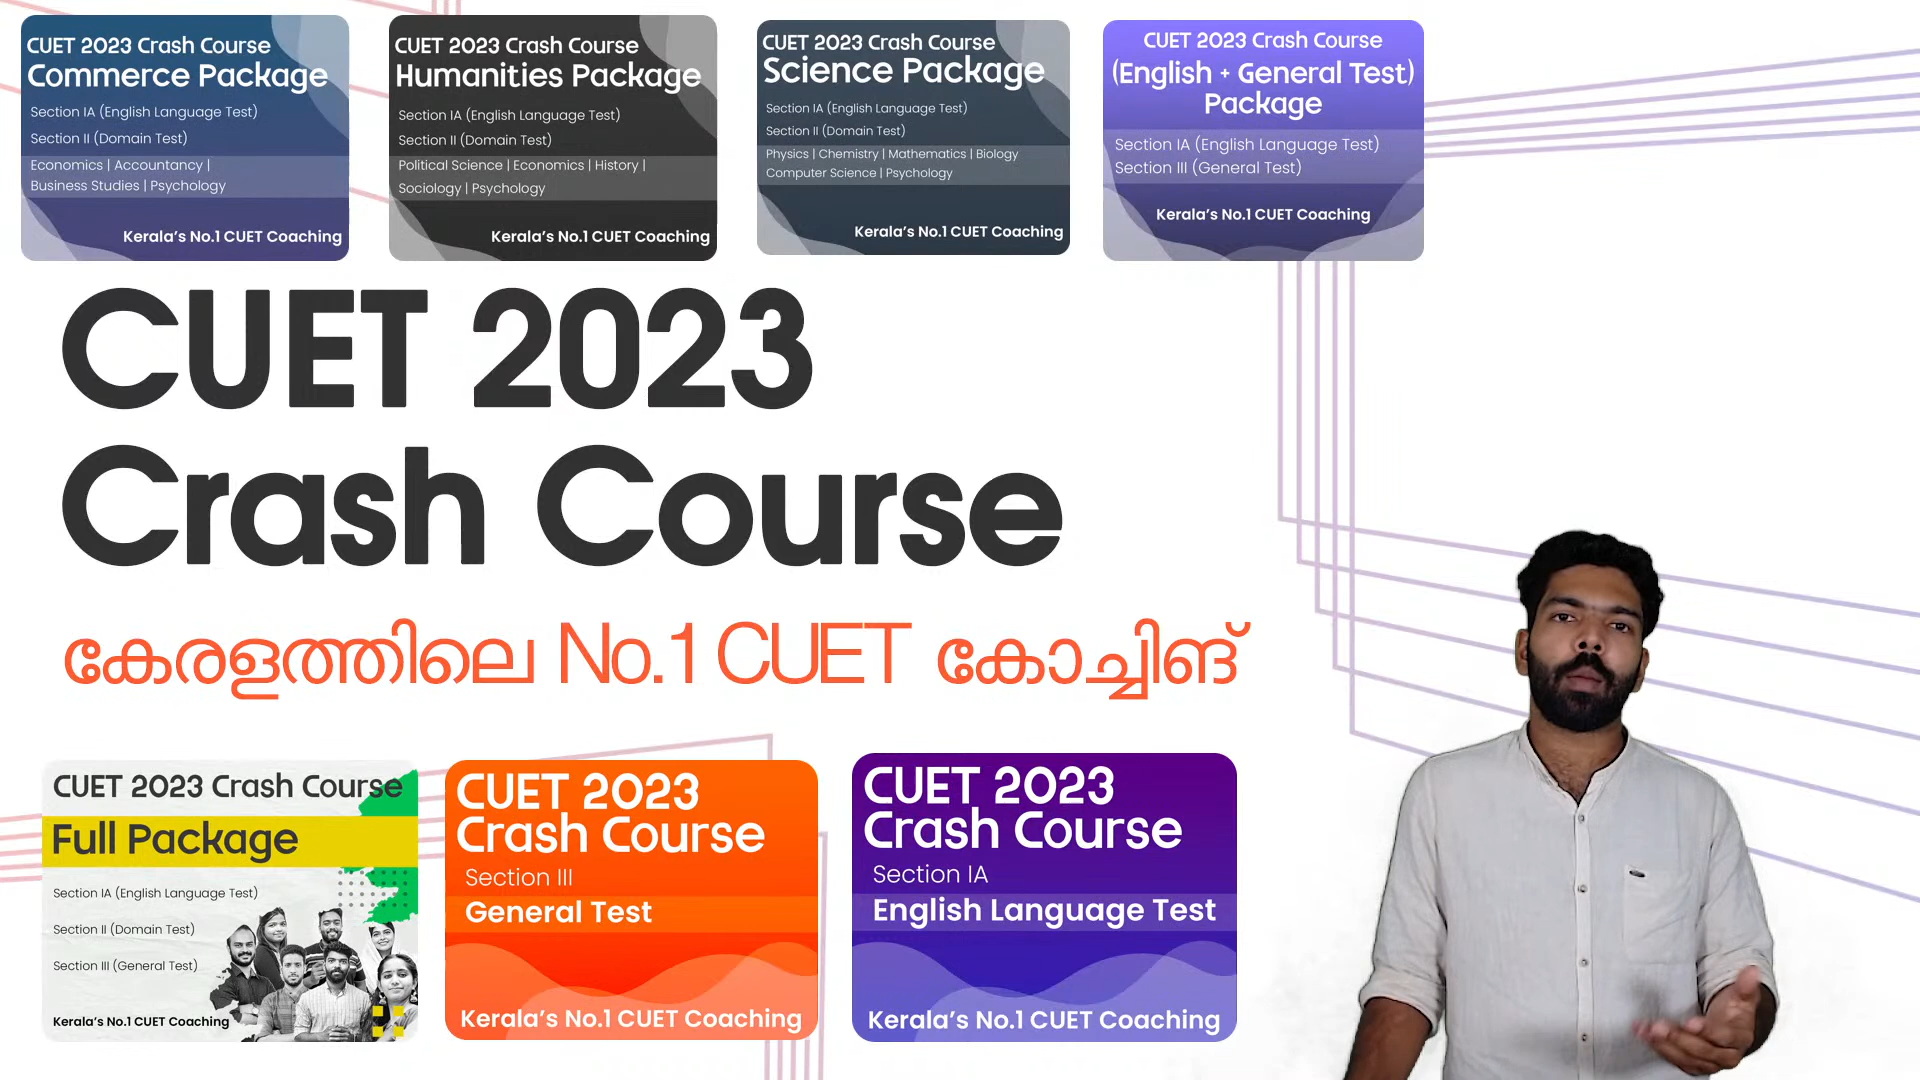 CUET 2023 Crash Course
Commerce Package
Section IA (English Language Test)
Section II (Domain Test)
Economics | Accountancy |
Business Studies | Psychology
Kerala's No.1 CUET Coaching
CUET 2023 Crash Course
Humanities Package
Section IA (English Language Test)
Section II (Domain Test)
Political Science | Economics | History |
Sociology | Psychology
Kerala's No.1 CUET Coaching
CUET 2023 Crash Course
Science Package
Section IA (English Language Test)
Section II (Domain Test)
Physics | Chemistry | Mathematics | Biology
Computer Science | Psychology
Kerala's No.1 CUET Coaching
CUET 2023 Crash Course
(English + General Test)
Package
Section IA (English Language Test)
Section III (General Test)
Kerala's No.1 CUET Coaching
CUET 2023
Crash Course
കേരളത്തിലെ No.1 CUET കോച്ചിങ്
CUET 2023 Crash Course
Full Package
Section IA (English Language Test)
Section II (Domain Test)
Section III (General Test)
Kerala's No.1 CUET Coaching
CUET 2023
Crash Course
Section III
General Test
Kerala's No.1 CUET Coaching
CUET 2023
Crash Course
Section IA
English Language Test
Kerala's No.1 CUET Coaching